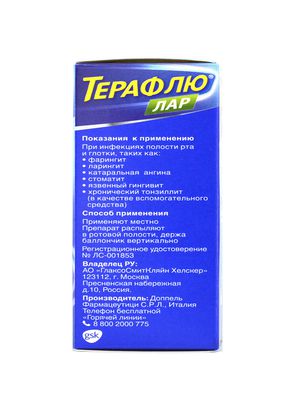 ТЕРАФЛЮ®
ЛАР
Показания к применению
При инфекциях полости рта
и глотки, таких как:
• фарингит
• ларингит
• катаральная ангина
• стоматит
• язвенный гингивит
• хронический тонзиллит
(в качестве вспомогательного
средства)
Способ применения
Применяют местно
Препарат распыляют
в ротовой полости, держа
баллончик вертикально
Регистрационное удостоверение
№ ЛС-001853
Владелец РУ:
АО «ГлаксоСмитКляйн Хелскер»
123112, г. Москва
Пресненская набережная
д.10, Россия.
Производитель: Доппель
Фармацеутици С.Р.Л., Италия
Телефон бесплатной
«Горячей линии»
8 800 2000 775
gsk